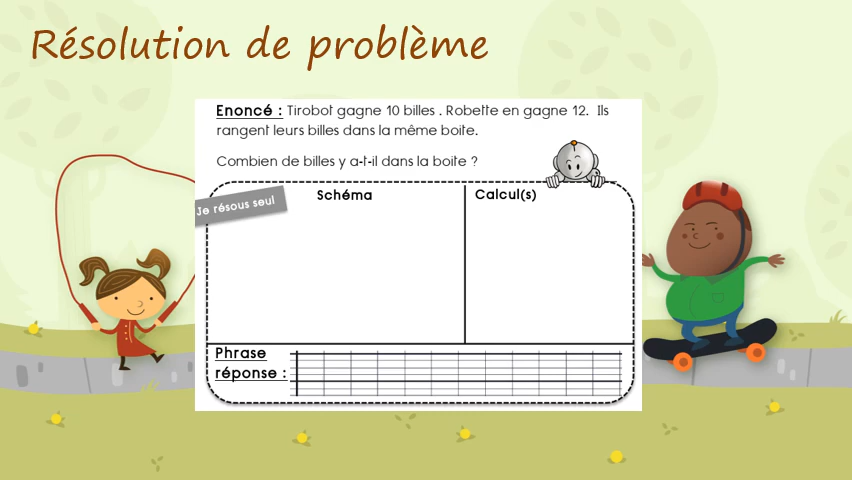 Résolution de problème
Enoncé : Tirobot gagne 10 billes . Robette en gagne 12. Ils
rangent leurs billes dans la même boite.
Combien de billes y a-t-il dans la boite ?
Je résous seul
Schéma
Calcul(s)
Phrase
réponse :